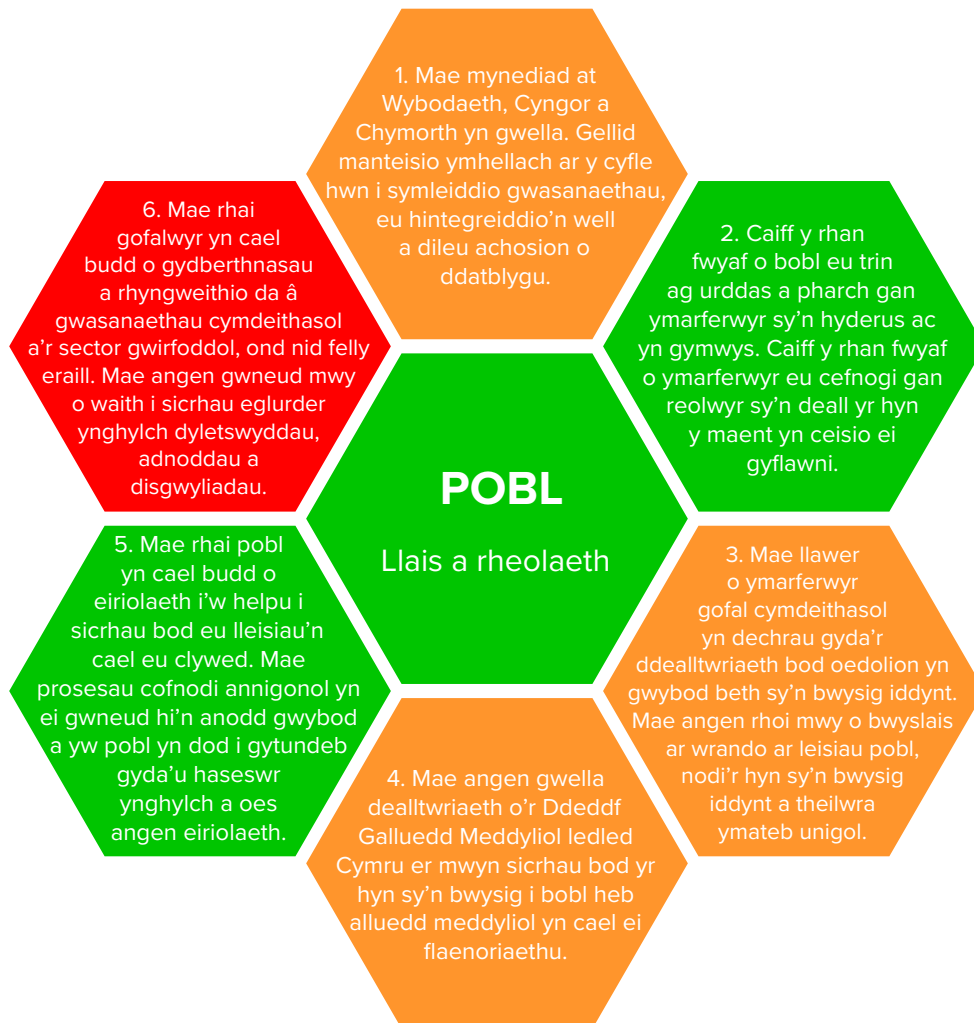 1. Mae mynediad at
Wybodaeth, Cyngor a
Chymorth yn gwella. Gellid
manteisio ymhellach ar y cyfle
hwn i symleiddio gwasanaethau,
eu hintegreiddio'n well
a dileu achosion o
ddatblygu.
2. Caiff y rhan
fwyaf o bobl eu trin
ag urddas a pharch gan
ymarferwyr sy'n hyderus ac
yn gymwys. Caiff y rhan fwyaf
o ymarferwyr eu cefnogi gan
reolwyr sy'n deall yr hyn
y maent yn ceisio ei
gyflawni.
3. Mae llawer
o ymarferwyr
gofal cymdeithasol
yn dechrau gyda'r
ddealltwriaeth bod oedolion yn
gwybod beth sy'n bwysig iddynt.
Mae angen rhoi mwy o bwyslais
ar wrando ar leisiau pobl,
nodi'r hyn sy'n bwysig
iddynt a theilwra
ymateb unigol.
4. Mae angen gwella
dealltwriaeth o'r Ddeddf
Galluedd Meddyliol ledled
Cymru er mwyn sicrhau bod yr
hyn sy'n bwysig i bobl heb
alluedd meddyliol yn cael ei
flaenoriaethu.
5. Mae rhai pobl
yn cael budd o
eiriolaeth i'w helpu i
sicrhau bod eu lleisiau'n
cael eu clywed. Mae
prosesau cofnodi annigonol yn
ei gwneud hi'n anodd gwybod
a yw pobl yn dod i gytundeb
gyda'u haseswr
ynghylch a oes
angen eiriolaeth.
6. Mae rhai
gofalwyr yn cael
budd o gydberthnasau
a rhyngweithio da â
gwasanaethau cymdeithasol
a'r sector gwirfoddol, ond nid felly
eraill. Mae angen gwneud mwy
o waith i sicrhau eglurder
ynghylch dyletswyddau,
adnoddau a
disgwyliadau.
POBL
Llais a rheolaeth